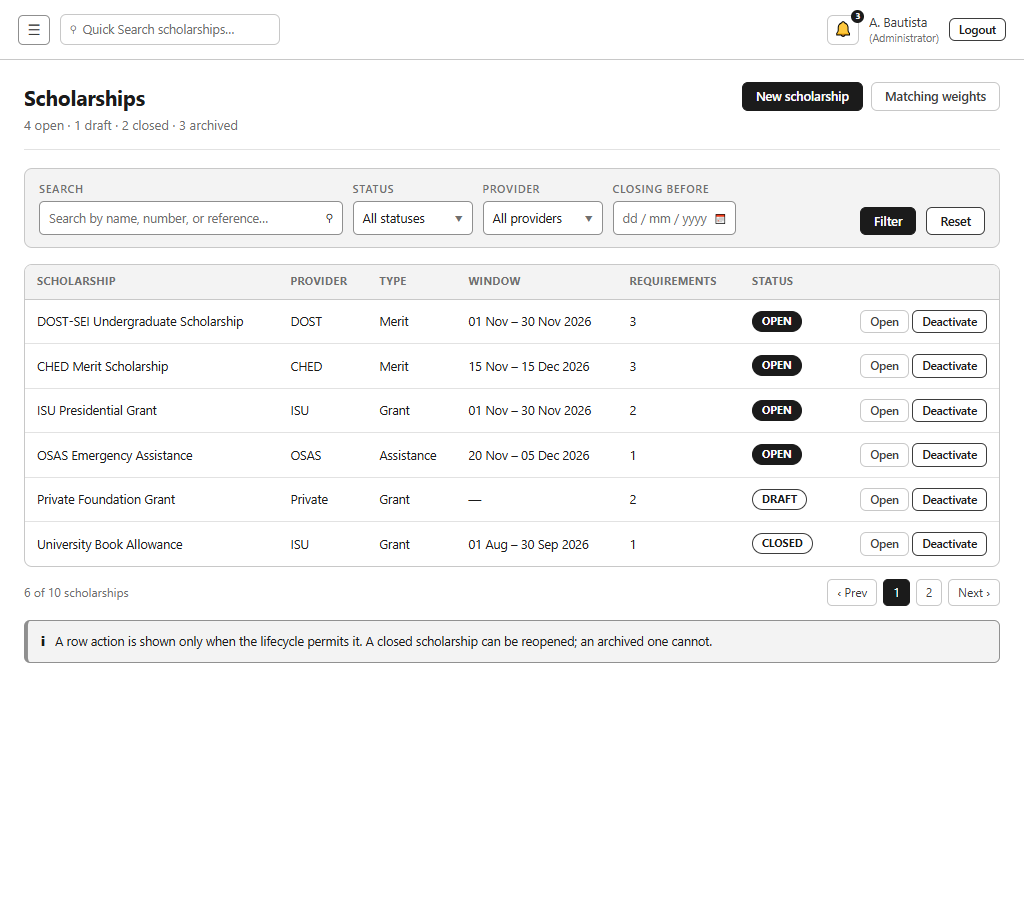 ☰
Quick Search scholarships...
3
A. Bautista
(Administrator)
Logout
Scholarships
4 open · 1 draft · 2 closed · 3 archived
New scholarship
Matching weights
SEARCH
STATUS
PROVIDER
CLOSING BEFORE
Search by name, number, or reference...
All statuses
All providers
dd / mm / yyyy
Filter
Reset
SCHOLARSHIP PROVIDER TYPE WINDOW REQUIREMENTS STATUS
DOST-SEI Undergraduate Scholarship DOST Merit 01 Nov – 30 Nov 2026 3 OPEN Open Deactivate
CHED Merit Scholarship CHED Merit 15 Nov – 15 Dec 2026 3 OPEN Open Deactivate
ISU Presidential Grant ISU Grant 01 Nov – 30 Nov 2026 2 OPEN Open Deactivate
OSAS Emergency Assistance OSAS Assistance 20 Nov – 05 Dec 2026 1 OPEN Open Deactivate
Private Foundation Grant Private Grant — 2 DRAFT Open Deactivate
University Book Allowance ISU Grant 01 Aug – 30 Sep 2026 1 CLOSED Open Deactivate
6 of 10 scholarships
‹ Prev 1 2 Next ›
i A row action is shown only when the lifecycle permits it. A closed scholarship can be reopened; an archived one cannot.